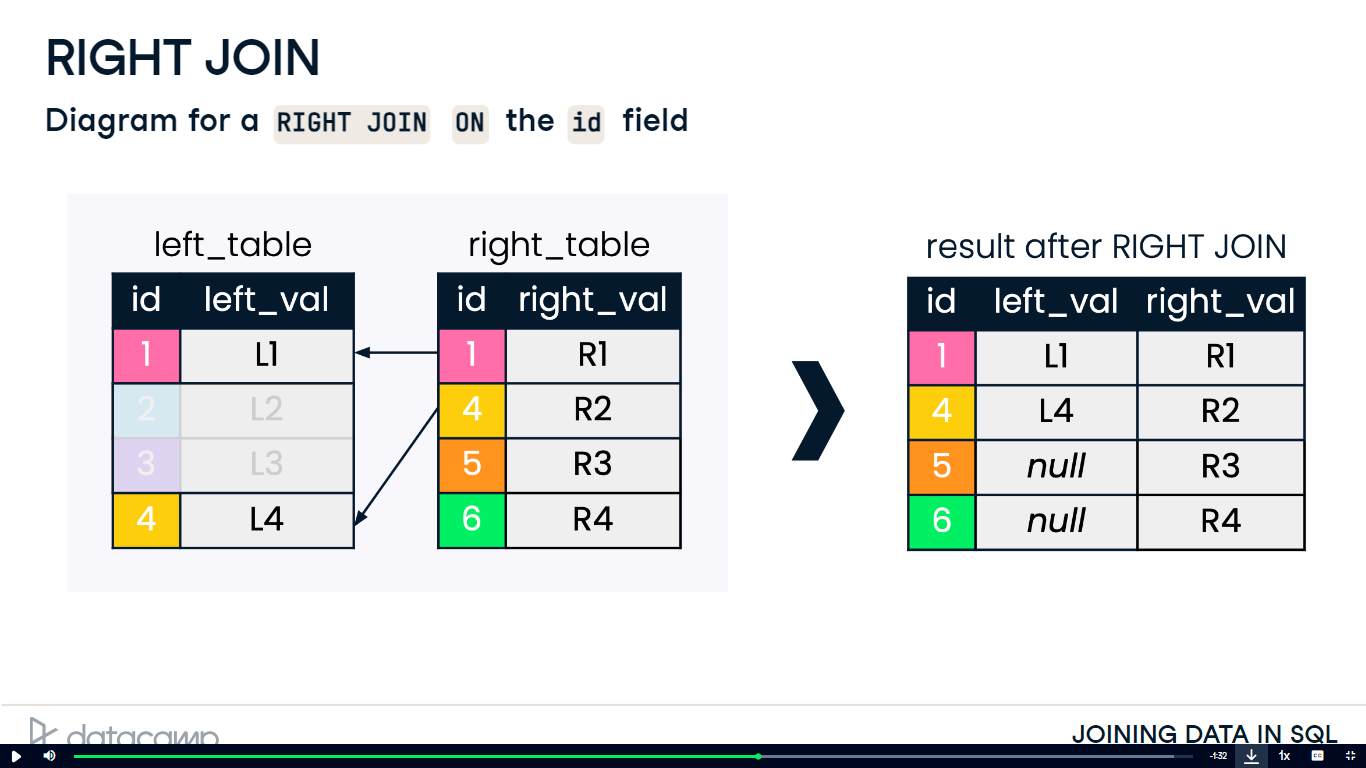 RIGHT JOIN
Diagram for a RIGHT JOIN ON the id field
left_table
id left_val
1 L1
2 L2
3 L3
4 L4
right_table
id right_val
1 R1
4 R2
5 R3
6 R4
result after RIGHT JOIN
id left_val right_val
1 L1 R1
4 L4 R2
5 null R3
6 null R4
datacamp
JOINING DATA IN SQL
-1:32
1x
CC